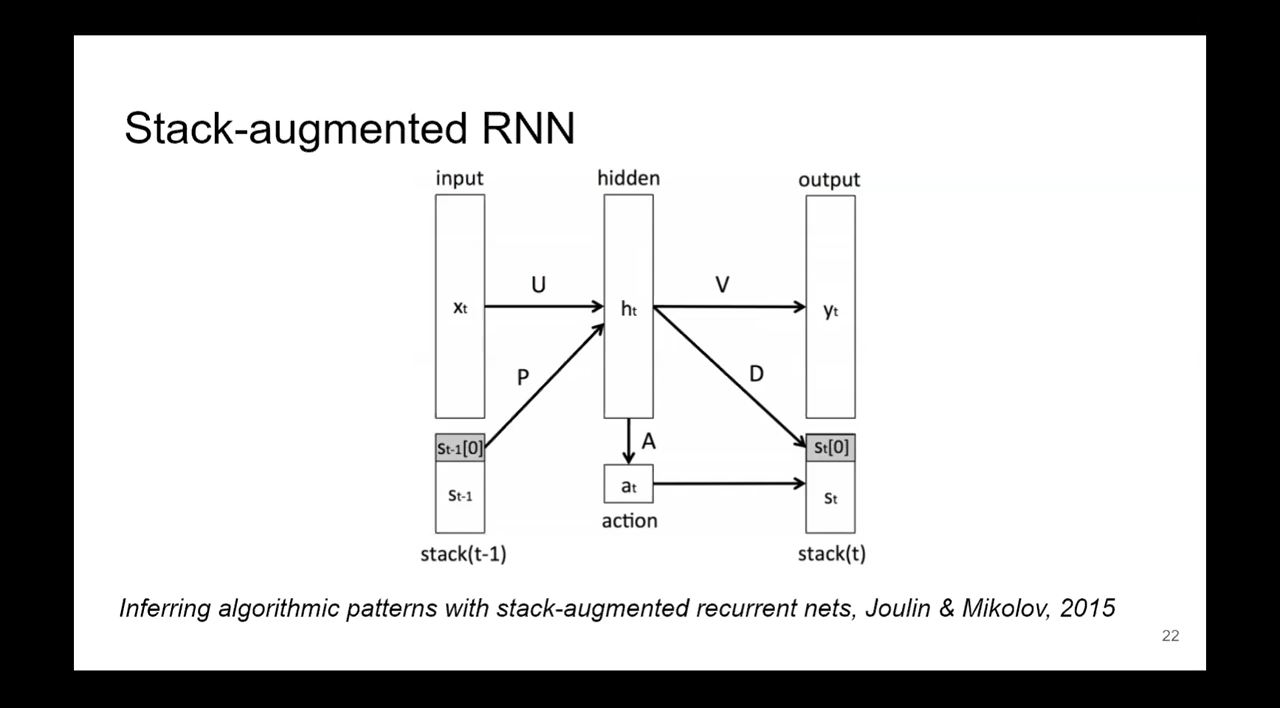 Stack-augmented RNN
input hidden output
U V
xt ht yt
P D
st-1[0] A st[0]
st-1 at st
action
stack(t-1) stack(t)
Inferring algorithmic patterns with stack-augmented recurrent nets, Joulin & Mikolov, 2015
22